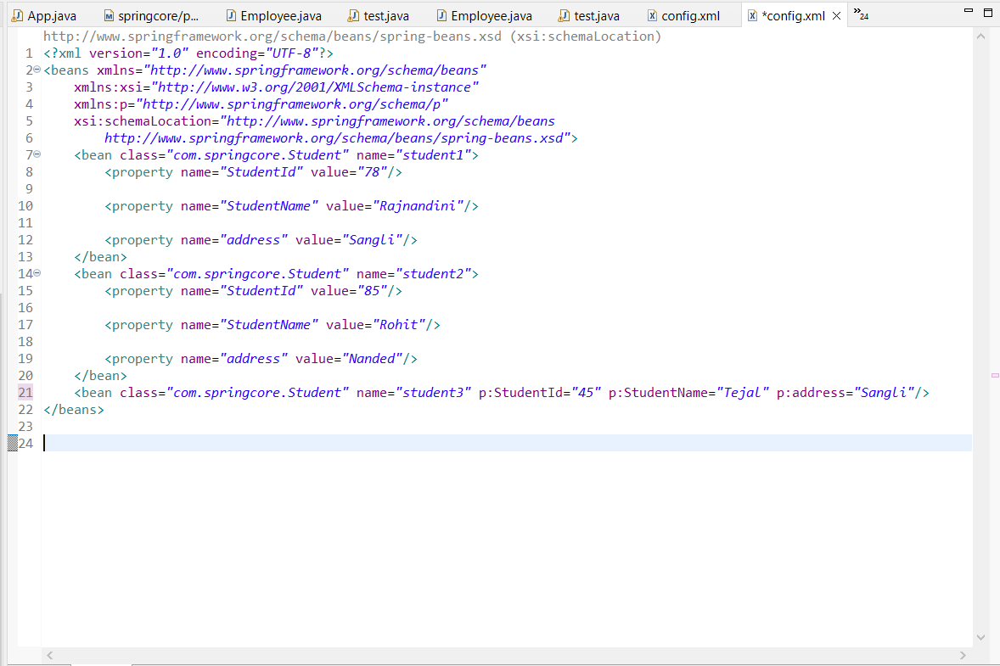 App.java springcore/p... Employee.java test.java Employee.java test.java config.xml *config.xml »24
http://www.springframework.org/schema/beans/spring-beans.xsd (xsi:schemaLocation)
1 <?xml version="1.0" encoding="UTF-8"?>
2 <beans xmlns="http://www.springframework.org/schema/beans"
3     xmlns:xsi="http://www.w3.org/2001/XMLSchema-instance"
4     xmlns:p="http://www.springframework.org/schema/p"
5     xsi:schemaLocation="http://www.springframework.org/schema/beans
6         http://www.springframework.org/schema/beans/spring-beans.xsd">
7     <bean class="com.springcore.Student" name="student1">
8         <property name="StudentId" value="78"/>
9
10         <property name="StudentName" value="Rajnandini"/>
11
12         <property name="address" value="Sangli"/>
13     </bean>
14     <bean class="com.springcore.Student" name="student2">
15         <property name="StudentId" value="85"/>
16
17         <property name="StudentName" value="Rohit"/>
18
19         <property name="address" value="Nanded"/>
20     </bean>
21     <bean class="com.springcore.Student" name="student3" p:StudentId="45" p:StudentName="Tejal" p:address="Sangli"/>
22 </beans>
23
24